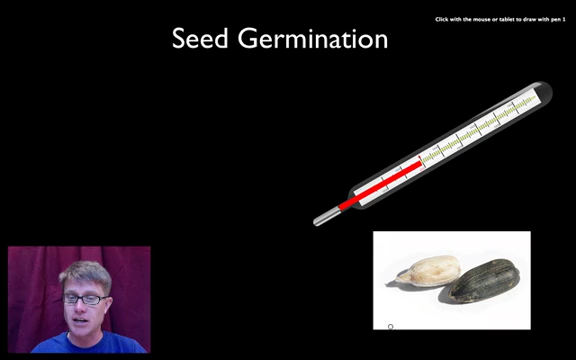 Click with the mouse or tablet to draw with pen 1
Seed Germination